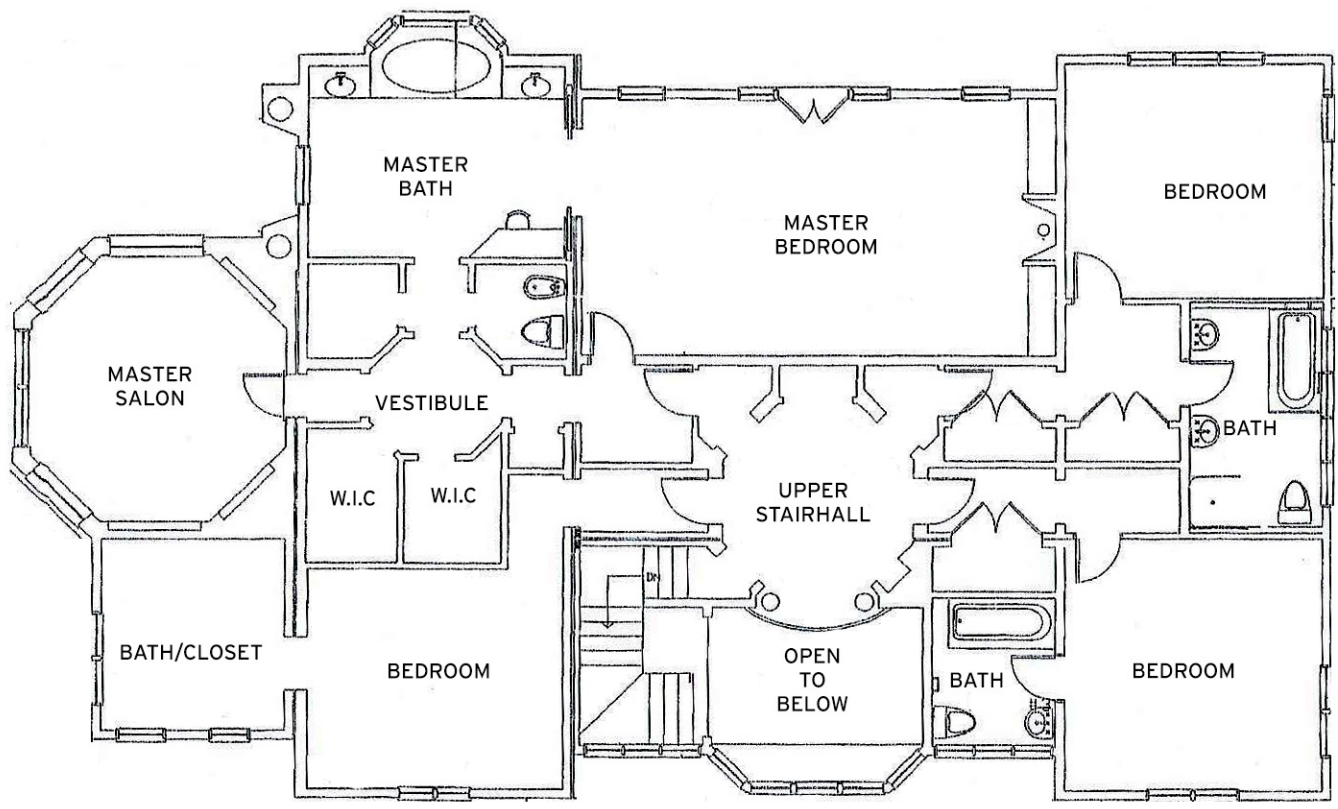 MASTER
BATH
MASTER
BEDROOM
BEDROOM
MASTER
SALON
VESTIBULE
BATH
W.I.C
W.I.C
UPPER
STAIRHALL
DN
BATH/CLOSET
BEDROOM
OPEN
TO
BELOW
BATH
BEDROOM